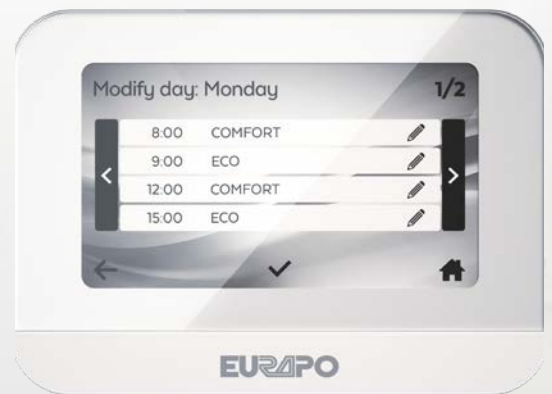 Modify day: Monday 1/2
8:00 COMFORT
9:00 ECO
12:00 COMFORT
15:00 ECO
EURAPO